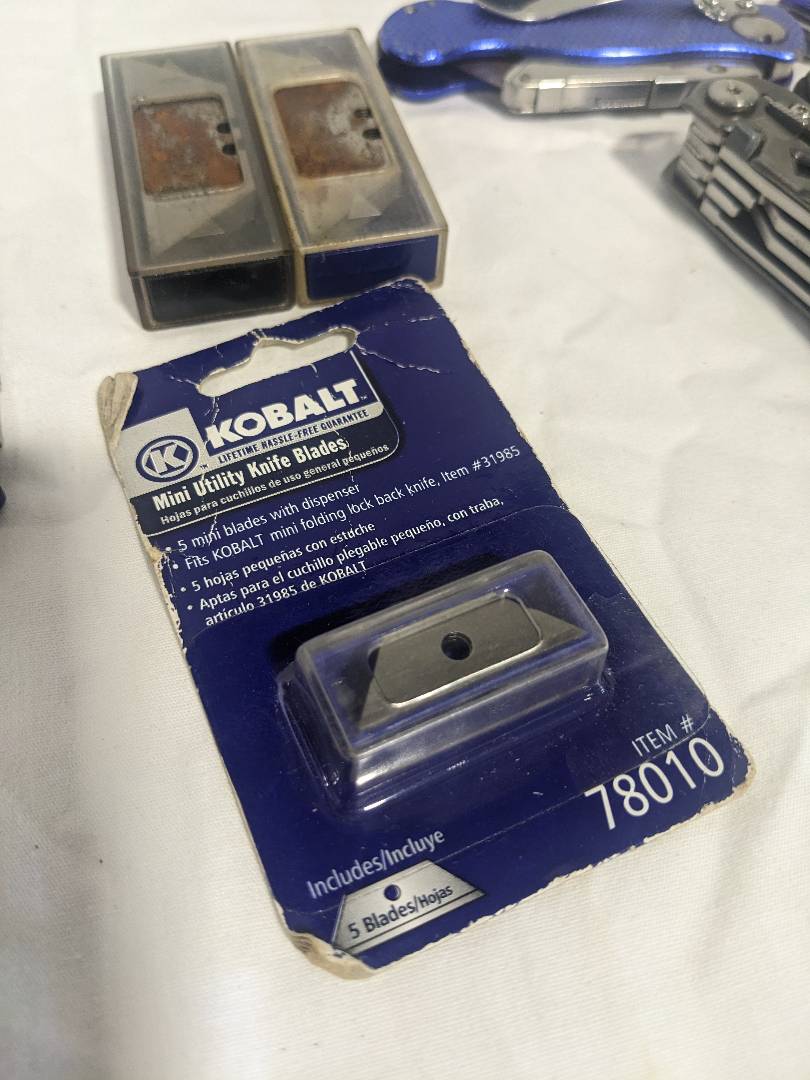 K
KOBALT™
LIFETIME HASSLE-FREE GUARANTEE
Mini Utility Knife Blades
Hojas para cuchillos de uso general pequeños
• 5 mini blades with dispenser
• Fits KOBALT mini folding lock back knife, Item #31985
• 5 hojas pequeñas con estuche
• Aptas para el cuchillo plegable pequeño, con traba,
artículo 31985 de KOBALT
ITEM #
78010
Includes/Incluye
5 Blades/Hojas